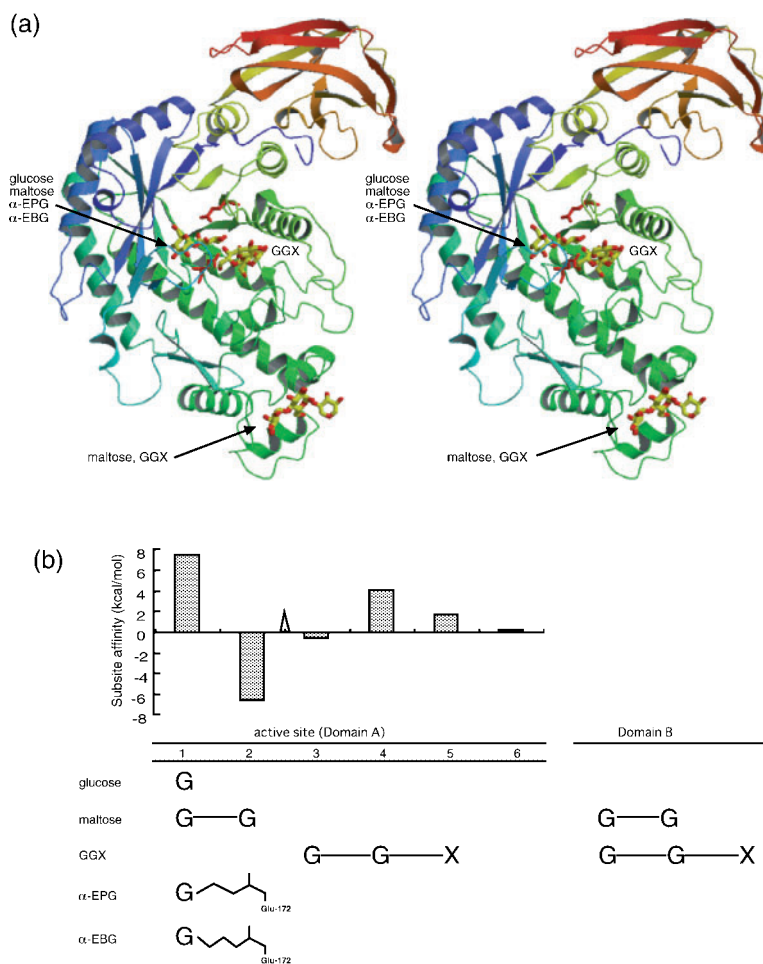 (a)
glucose
maltose
α-EPG
α-EBG
GGX
maltose, GGX
glucose
maltose
α-EPG
α-EBG
GGX
maltose, GGX
(b)
Subsite affinity (kcal/mol)
8
6
4
2
0
-2
-4
-6
-8
active site (Domain A) Domain B
1 2 3 4 5 6
glucose G
maltose G G G G
GGX G G X G G X
α-EPG G Glu-172
α-EBG G Glu-172